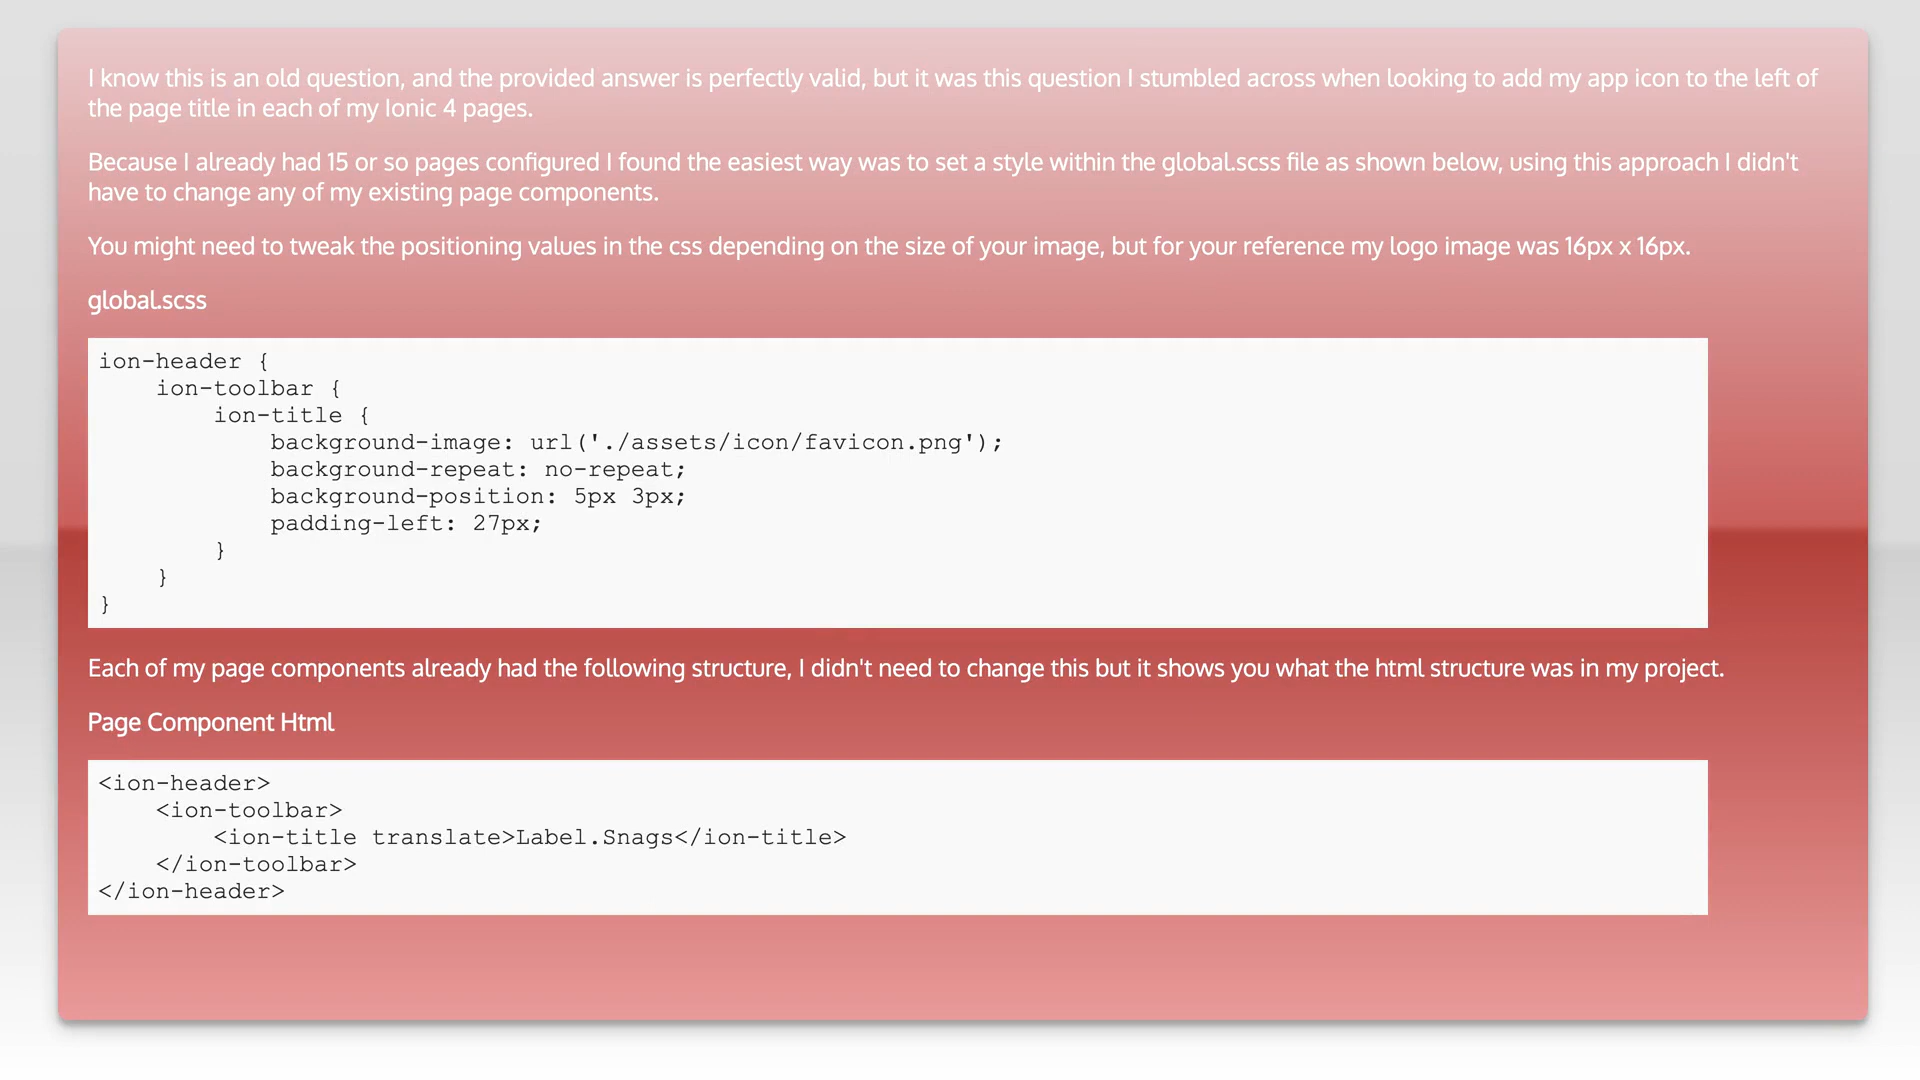 I know this is an old question, and the provided answer is perfectly valid, but it was this question I stumbled across when looking to add my app icon to the left of
the page title in each of my Ionic 4 pages.
Because I already had 15 or so pages configured I found the easiest way was to set a style within the global.scss file as shown below, using this approach I didn't
have to change any of my existing page components.
You might need to tweak the positioning values in the css depending on the size of your image, but for your reference my logo image was 16px x 16px.
global.scss
ion-header {
    ion-toolbar {
        ion-title {
            background-image: url('./assets/icon/favicon.png');
            background-repeat: no-repeat;
            background-position: 5px 3px;
            padding-left: 27px;
        }
    }
}
Each of my page components already had the following structure, I didn't need to change this but it shows you what the html structure was in my project.
Page Component Html
<ion-header>
    <ion-toolbar>
        <ion-title translate>Label.Snags</ion-title>
    </ion-toolbar>
</ion-header>